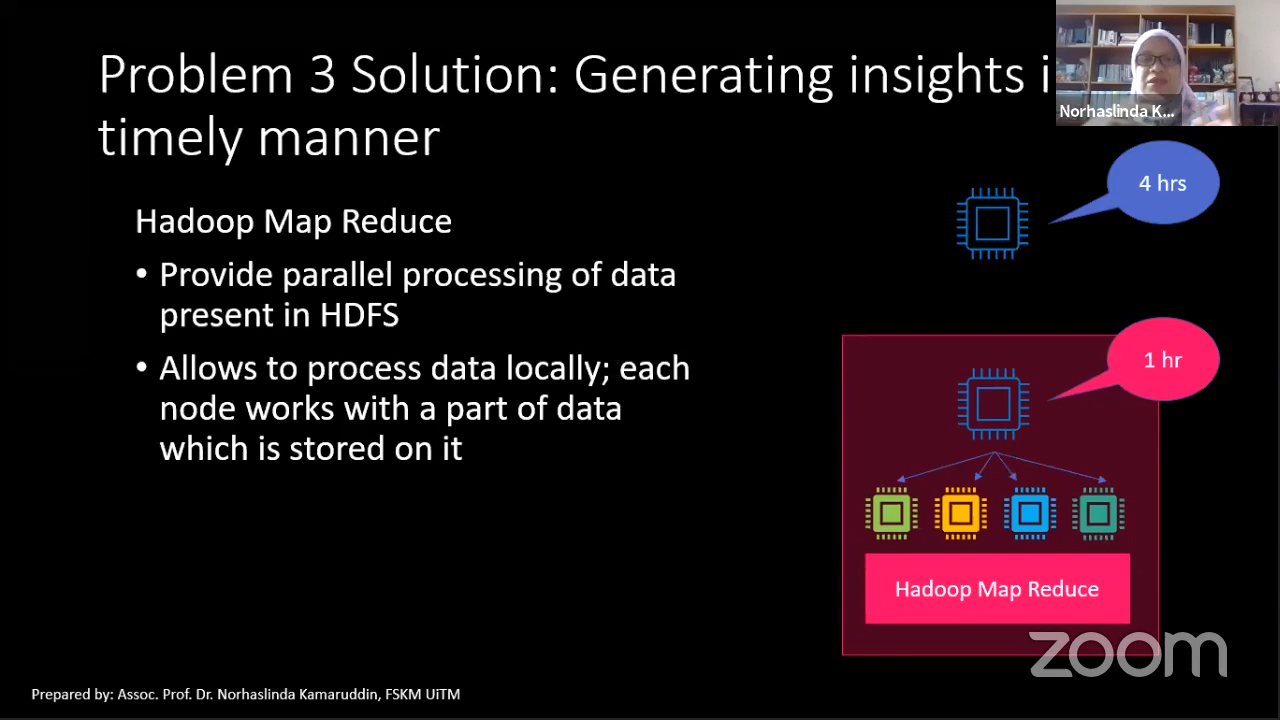 Problem 3 Solution: Generating insights i
timely manner
Norhaslinda K...
4 hrs
Hadoop Map Reduce
• Provide parallel processing of data
present in HDFS
• Allows to process data locally; each
node works with a part of data
which is stored on it
1 hr
Hadoop Map Reduce
zoom
Prepared by: Assoc. Prof. Dr. Norhaslinda Kamaruddin, FSKM UiTM